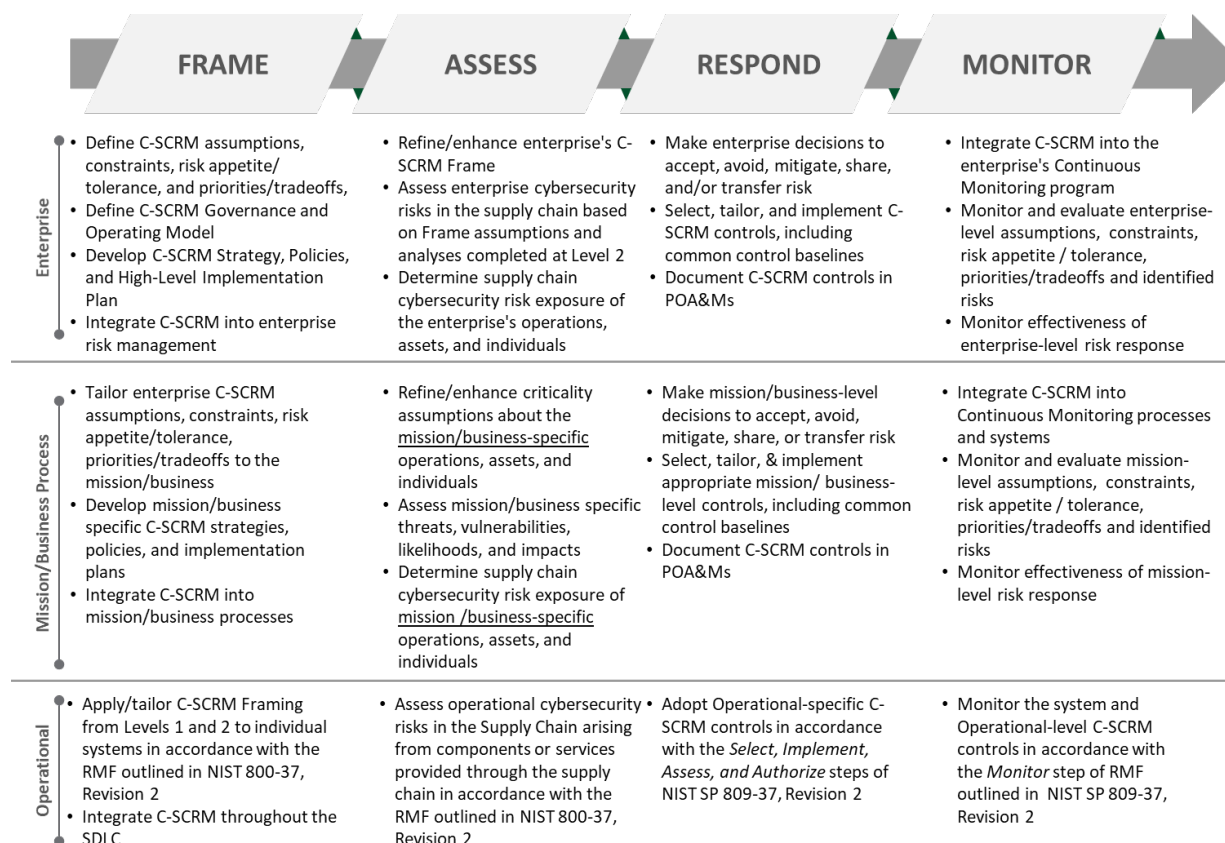 FRAME
ASSESS
RESPOND
MONITOR
Enterprise
• Define C-SCRM assumptions,
constraints, risk appetite/
tolerance, and priorities/tradeoffs,
• Define C-SCRM Governance and
Operating Model
• Develop C-SCRM Strategy, Policies,
and High-Level Implementation
Plan
• Integrate C-SCRM into enterprise
risk management
• Refine/enhance enterprise's C-
SCRM Frame
• Assess enterprise cybersecurity
risks in the supply chain based
on Frame assumptions and
analyses completed at Level 2
• Determine supply chain
cybersecurity risk exposure of
the enterprise's operations,
assets, and individuals
• Make enterprise decisions to
accept, avoid, mitigate, share,
and/or transfer risk
• Select, tailor, and implement C-
SCRM controls, including
common control baselines
• Document C-SCRM controls in
POA&Ms
• Integrate C-SCRM into the
enterprise's Continuous
Monitoring program
• Monitor and evaluate enterprise-
level assumptions, constraints,
risk appetite / tolerance,
priorities/tradeoffs and identified
risks
• Monitor effectiveness of
enterprise-level risk response
Mission/Business Process
• Tailor enterprise C-SCRM
assumptions, constraints, risk
appetite/tolerance,
priorities/tradeoffs to the
mission/business
• Develop mission/business
specific C-SCRM strategies,
policies, and implementation
plans
• Integrate C-SCRM into
mission/business processes
• Refine/enhance criticality
assumptions about the
mission/business-specific
operations, assets, and
individuals
• Assess mission/business specific
threats, vulnerabilities,
likelihoods, and impacts
• Determine supply chain
cybersecurity risk exposure of
mission /business-specific
operations, assets, and
individuals
• Make mission/business-level
decisions to accept, avoid,
mitigate, share, or transfer risk
• Select, tailor, & implement
appropriate mission/ business-
level controls, including common
control baselines
• Document C-SCRM controls in
POA&Ms
• Integrate C-SCRM into
Continuous Monitoring processes
and systems
• Monitor and evaluate mission-
level assumptions, constraints,
risk appetite / tolerance,
priorities/tradeoffs and identified
risks
• Monitor effectiveness of mission-
level risk response
Operational
• Apply/tailor C-SCRM Framing
from Levels 1 and 2 to individual
systems in accordance with the
RMF outlined in NIST 800-37,
Revision 2
• Integrate C-SCRM throughout the
SDLC
• Assess operational cybersecurity
risks in the Supply Chain arising
from components or services
provided through the supply
chain in accordance with the
RMF outlined in NIST 800-37,
Revision 2
• Adopt Operational-specific C-
SCRM controls in accordance
with the Select, Implement,
Assess, and Authorize steps of
NIST SP 809-37, Revision 2
• Monitor the system and
Operational-level C-SCRM
controls in accordance with
the Monitor step of RMF
outlined in NIST SP 809-37,
Revision 2